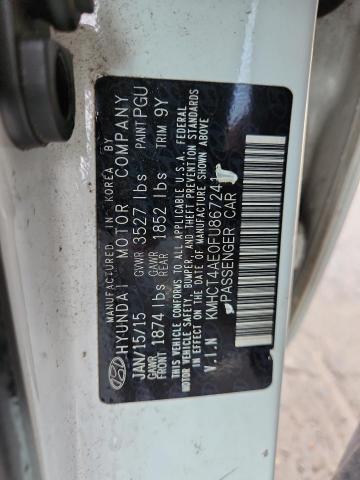 MANUFACTURED IN KOREA BY
HYUNDAI MOTOR COMPANY
JAN/15/15 GVWR 3527 lbs PAINT PGU
GAWR FRONT 1874 lbs GAWR REAR 1852 lbs TRIM 9Y
THIS VEHICLE CONFORMS TO ALL APPLICABLE U.S.A. FEDERAL
MOTOR VEHICLE SAFETY, BUMPER, AND THEFT PREVENTION STANDARDS
IN EFFECT ON THE DATE OF MANUFACTURE SHOWN ABOVE
V.I.N KMHCT4AE0FU867241
PASSENGER CAR